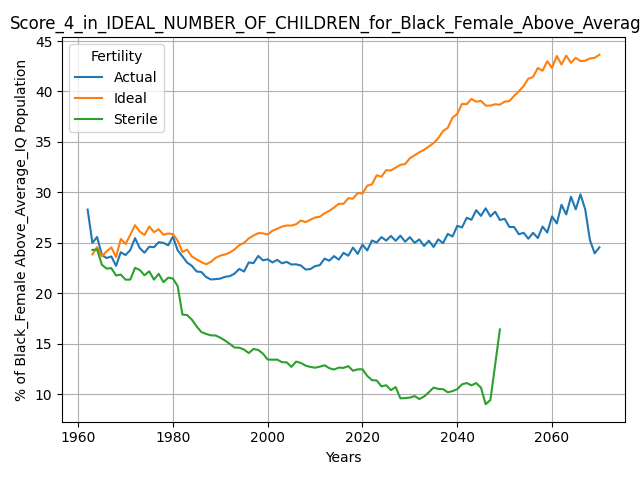 Score_4_in_IDEAL_NUMBER_OF_CHILDREN_for_Black_Female_Above_Averag
Fertility
Actual
Ideal
Sterile
% of Black_Female Above_Average_IQ Population
45
40
35
30
25
20
15
10
1960
1980
2000
2020
2040
2060
Years